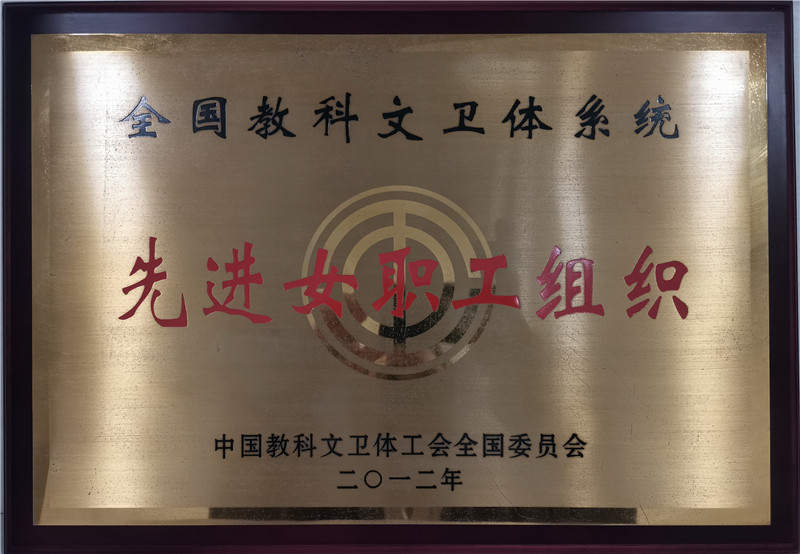 全国教科文卫体系统
先进女职工组织
中国教科文卫体工会全国委员会
二〇一二年